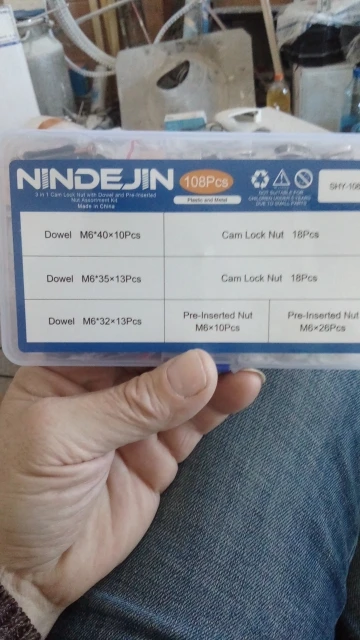 NINDEJIN 108Pcs
3 in 1 Cam Lock Nut with Dowel and Pre-Inserted
Nut Assortment Kit
Made in China
Plastic and Metal
NOT SUITABLE FOR
CHILDREN UNDER 3 YEARS
DUE TO SMALL PARTS
SHY-108
Dowel M6*40×10Pcs
Cam Lock Nut 18Pcs
Dowel M6*35×13Pcs
Cam Lock Nut 18Pcs
Dowel M6*32×13Pcs
Pre-Inserted Nut
M6×10Pcs
Pre-Inserted Nut
M6×26Pcs